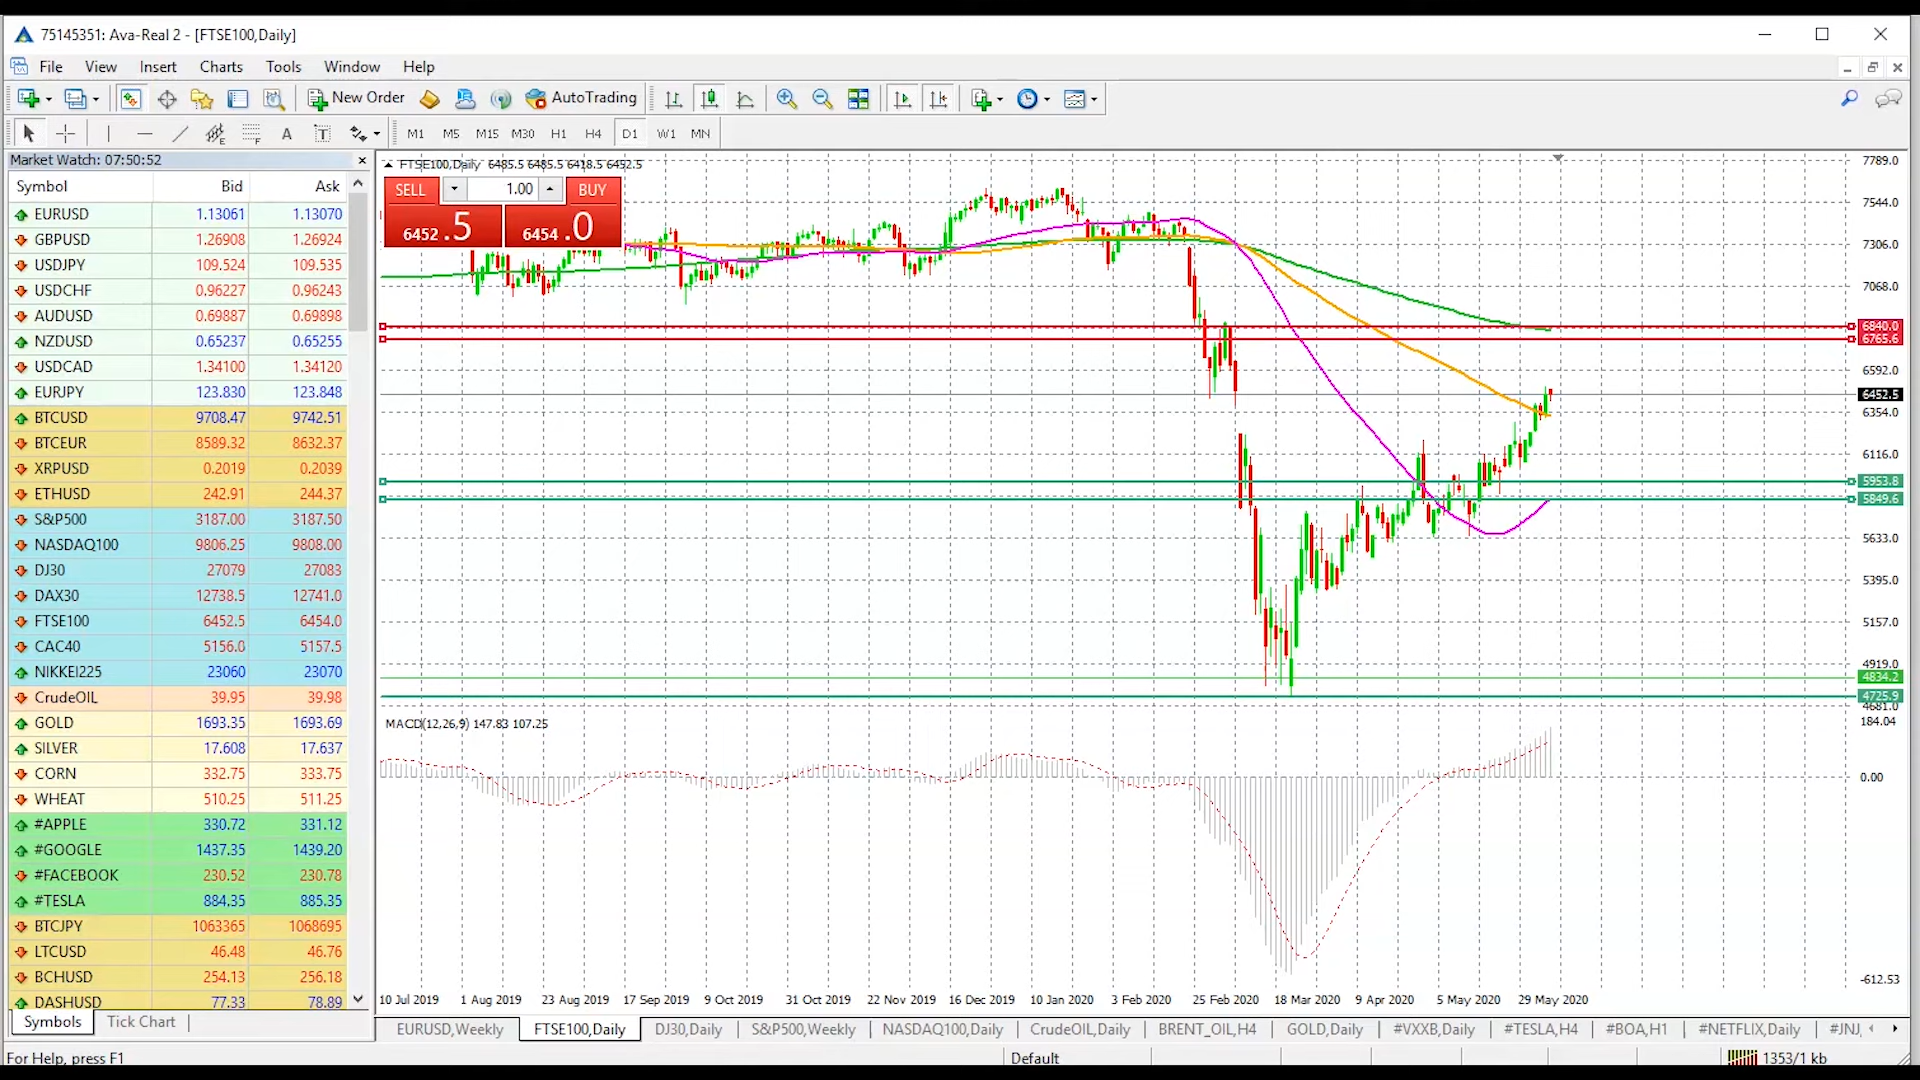 75145351: Ava-Real 2 - [FTSE100,Daily]
File View Insert Charts Tools Window Help
New Order AutoTrading
A T M1 M5 M15 M30 H1 H4 D1 W1 MN
Market Watch: 07:50:52
Symbol Bid Ask
EURUSD 1.13061 1.13070
GBPUSD 1.26908 1.26924
USDJPY 109.524 109.535
USDCHF 0.96227 0.96243
AUDUSD 0.69887 0.69898
NZDUSD 0.65237 0.65255
USDCAD 1.34100 1.34120
EURJPY 123.830 123.848
BTCUSD 9708.47 9742.51
BTCEUR 8589.32 8632.37
XRPUSD 0.2019 0.2039
ETHUSD 242.91 244.37
S&P500 3187.00 3187.50
NASDAQ100 9806.25 9808.00
DJ30 27079 27083
DAX30 12738.5 12741.0
FTSE100 6452.5 6454.0
CAC40 5156.0 5157.5
NIKKEI225 23060 23070
CrudeOIL 39.95 39.98
GOLD 1693.35 1693.69
SILVER 17.608 17.637
CORN 332.75 333.75
WHEAT 510.25 511.25
#APPLE 330.72 331.12
#GOOGLE 1437.35 1439.20
#FACEBOOK 230.52 230.78
#TESLA 884.35 885.35
BTCJPY 1063365 1068695
LTCUSD 46.48 46.76
BCHUSD 254.13 256.18
DASHUSD 77.33 78.89
Symbols Tick Chart
FTSE100,Daily 6485.5 6485.5 6418.5 6452.5
SELL 1.00 BUY
6452.5 6454.0
7789.0
7544.0
7306.0
7068.0
6840.0
6765.6
6592.0
6452.5
6354.0
6116.0
5953.8
5849.6
5633.0
5395.0
5157.0
4919.0
4834.2
4725.9
4681.0
MACD(12,26,9) 147.83 107.25
184.04
0.00
-612.53
10 Jul 2019 1 Aug 2019 23 Aug 2019 17 Sep 2019 9 Oct 2019 31 Oct 2019 22 Nov 2019 16 Dec 2019 10 Jan 2020 3 Feb 2020 25 Feb 2020 18 Mar 2020 9 Apr 2020 5 May 2020 29 May 2020
EURUSD,Weekly FTSE100,Daily DJ30,Daily S&P500,Weekly NASDAQ100,Daily CrudeOIL,Daily BRENT_OIL,H4 GOLD,Daily #VXXB,Daily #TESLA,H4 #BOA,H1 #NETFLIX,Daily #JNJ,
For Help, press F1 Default 1353/1 kb